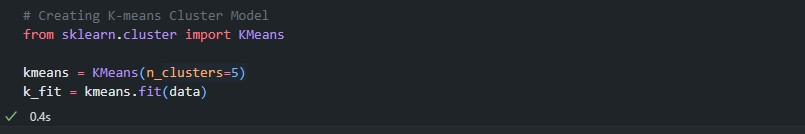 # Creating K-means Cluster Model
from sklearn.cluster import KMeans
kmeans = KMeans(n_clusters=5)
k_fit = kmeans.fit(data)
0.4s